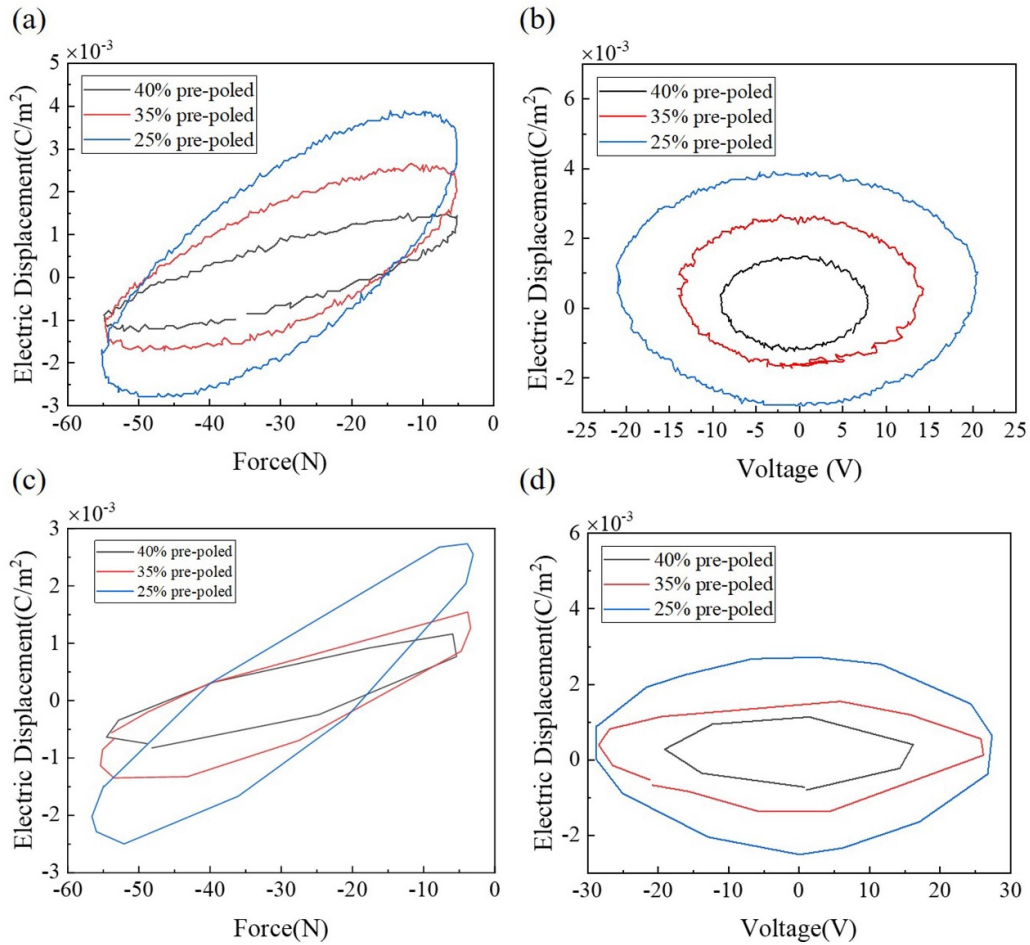 (a)
×10⁻³
40% pre-poled
35% pre-poled
25% pre-poled
5
4
3
2
1
0
-1
-2
-3
Electric Displacement(C/m²)
-60 -50 -40 -30 -20 -10 0
Force(N)
(b)
×10⁻³
40% pre-poled
35% pre-poled
25% pre-poled
6
4
2
0
-2
Electric Displacement(C/m²)
-25 -20 -15 -10 -5 0 5 10 15 20 25
Voltage (V)
(c)
×10⁻³
40% pre-poled
35% pre-poled
25% pre-poled
3
2
1
0
-1
-2
-3
Electric Displacement(C/m²)
-60 -50 -40 -30 -20 -10 0
Force(N)
(d)
×10⁻³
40% pre-poled
35% pre-poled
25% pre-poled
6
4
2
0
-2
Electric Displacement(C/m²)
-30 -20 -10 0 10 20 30
Voltage(V)